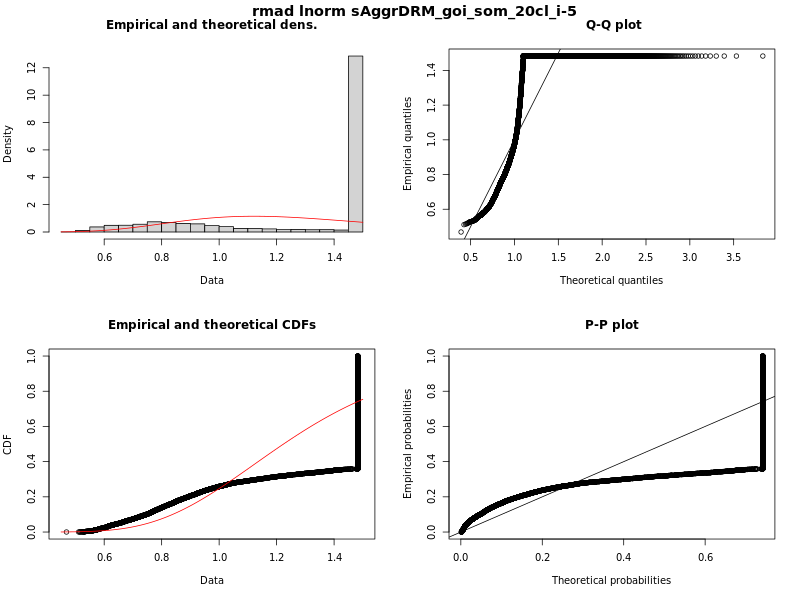 rmad lnorm sAggrDRM_goi_som_20cl_i-5
Empirical and theoretical dens.
Density
0 2 4 6 8 10 12
0.6 0.8 1.0 1.2 1.4
Data
Q-Q plot
Empirical quantiles
0.6 0.8 1.0 1.2 1.4
0.5 1.0 1.5 2.0 2.5 3.0 3.5
Theoretical quantiles
Empirical and theoretical CDFs
CDF
0.0 0.2 0.4 0.6 0.8 1.0
0.6 0.8 1.0 1.2 1.4
Data
P-P plot
Empirical probabilities
0.0 0.2 0.4 0.6 0.8 1.0
0.0 0.2 0.4 0.6
Theoretical probabilities